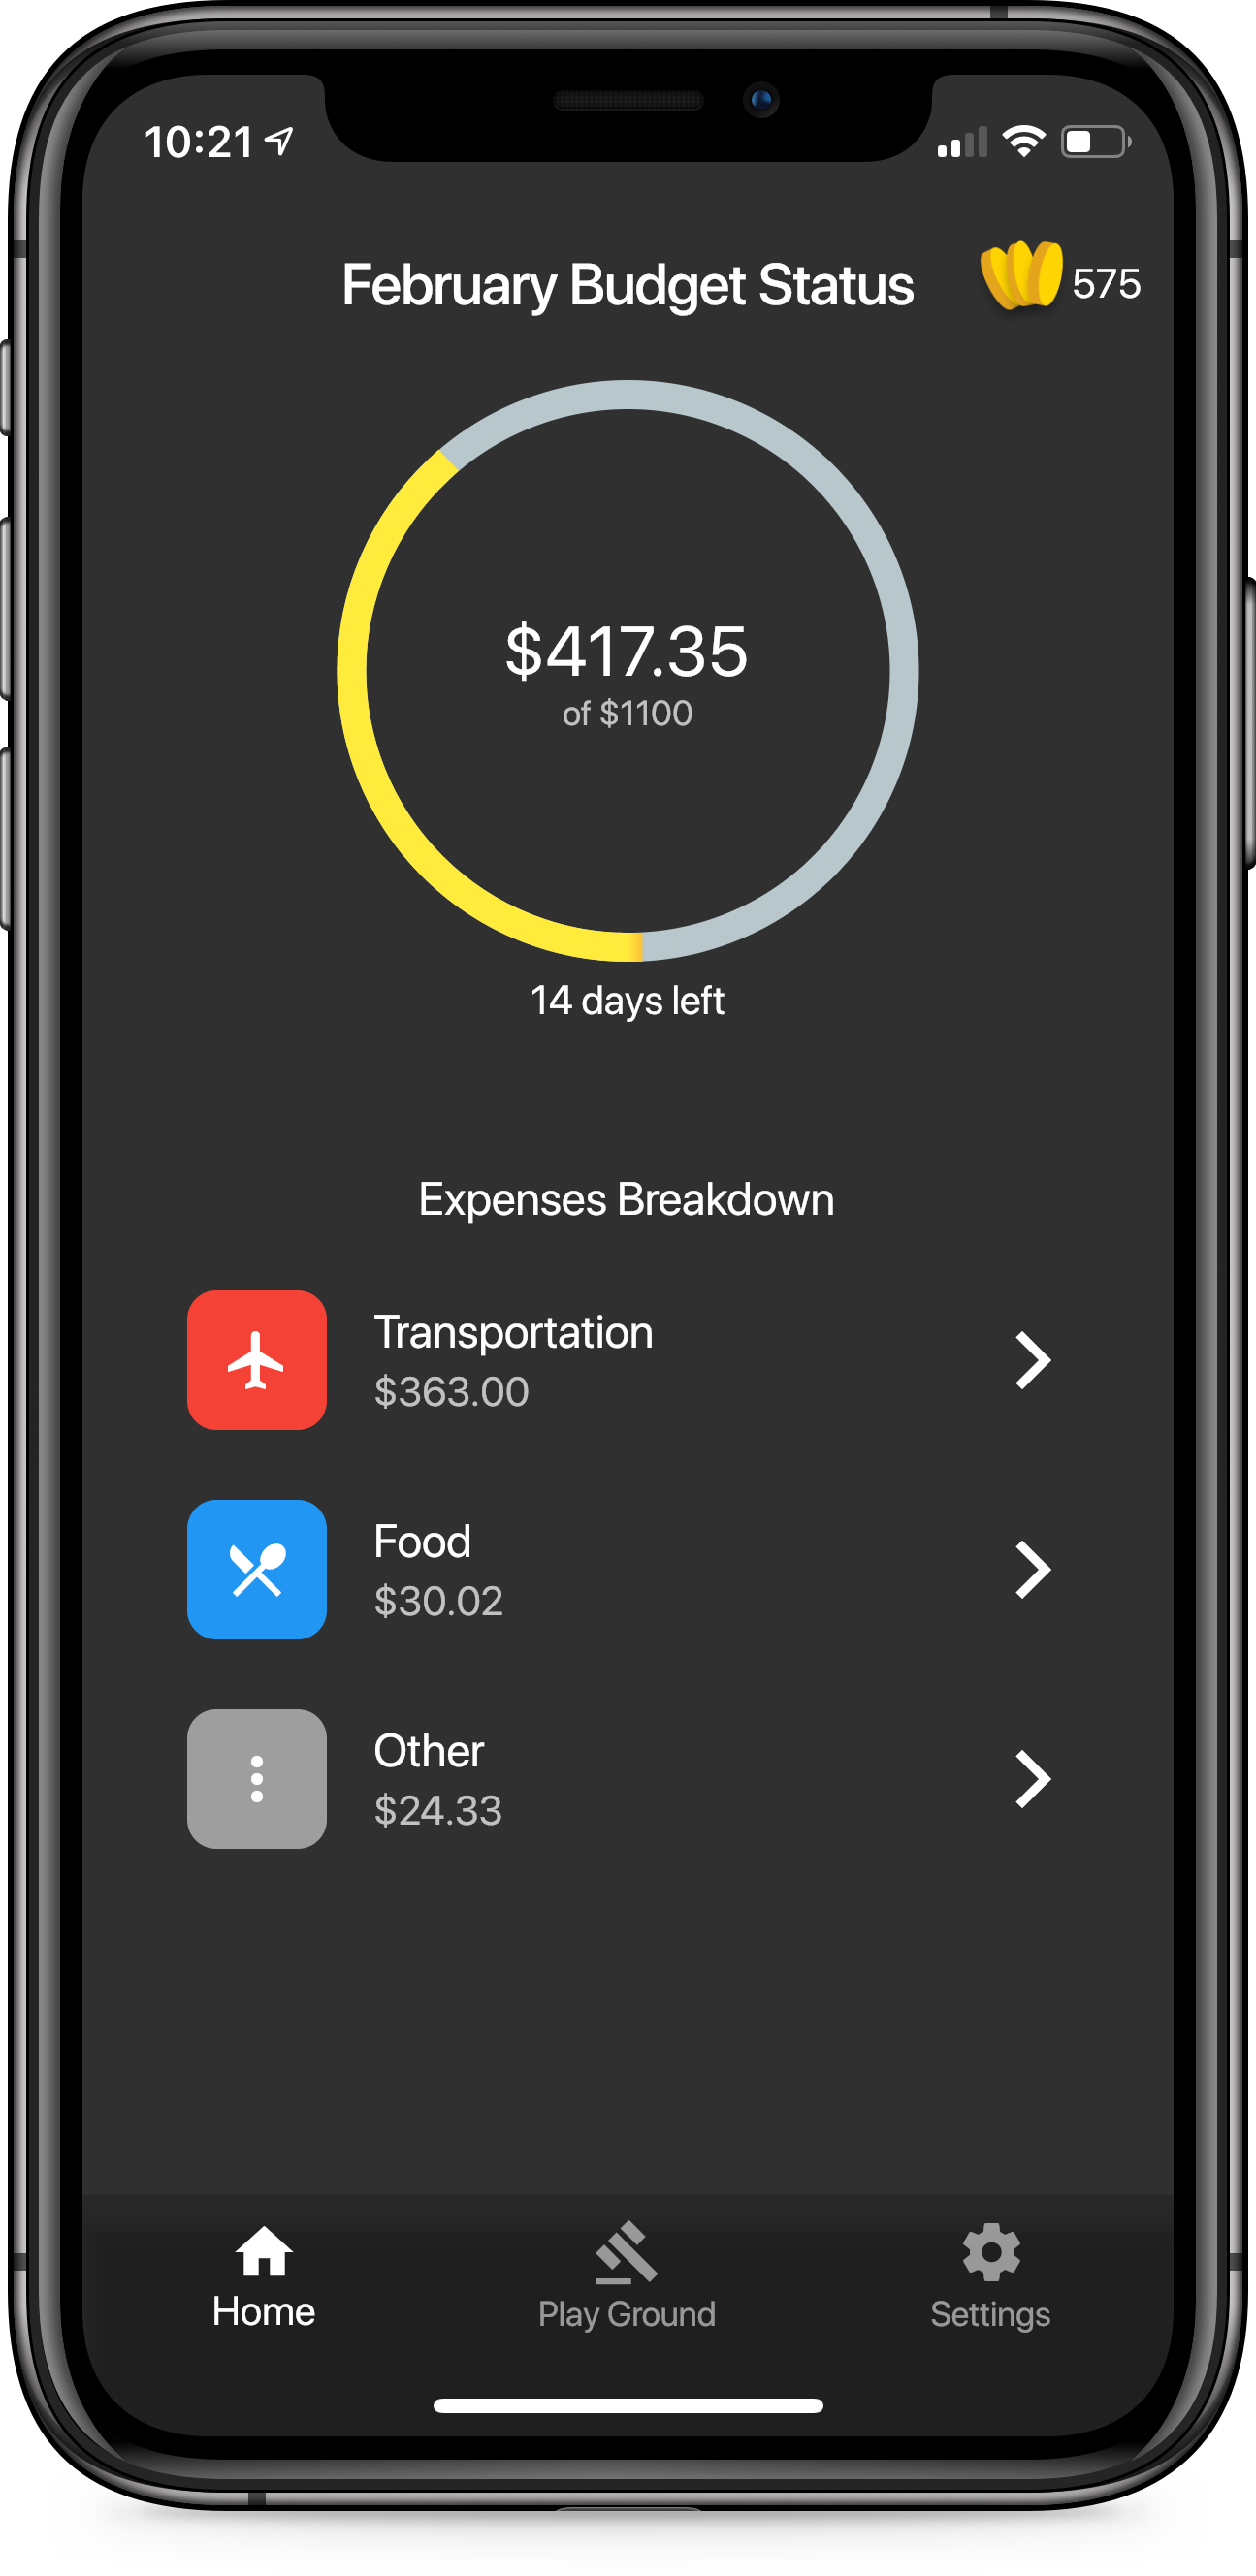 10:21
February Budget Status
575
$417.35
of $1100
14 days left
Expenses Breakdown
Transportation
$363.00
Food
$30.02
Other
$24.33
Home
Play Ground
Settings